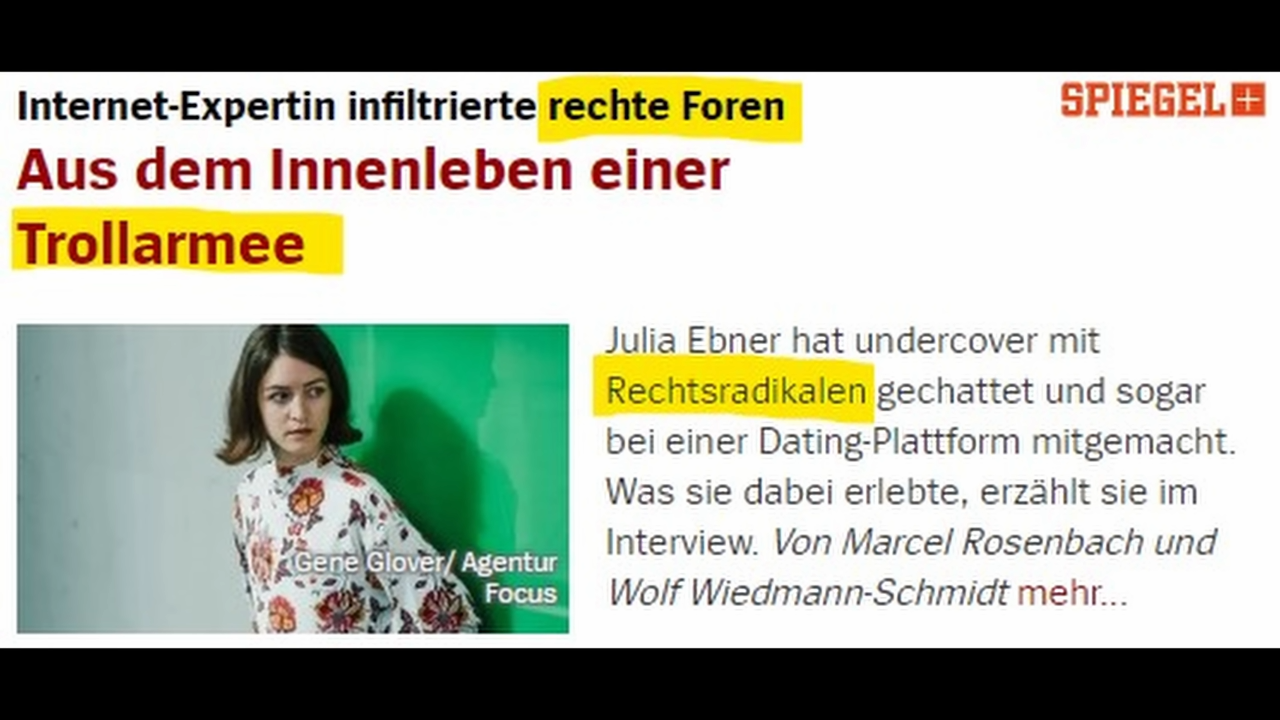 Internet-Expertin infiltrierte rechte Foren
SPIEGEL+
Aus dem Innenleben einer
Trollarmee
Gene Glover/ Agentur
Focus
Julia Ebner hat undercover mit
Rechtsradikalen gechattet und sogar
bei einer Dating-Plattform mitgemacht.
Was sie dabei erlebte, erzählt sie im
Interview. Von Marcel Rosenbach und
Wolf Wiedmann-Schmidt mehr...